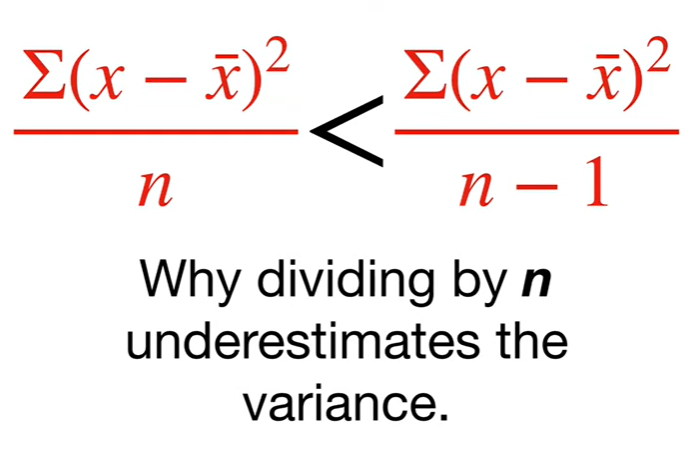 Σ(x − x̄)² / n < Σ(x − x̄)² / n − 1
Why dividing by n
underestimates the
variance.